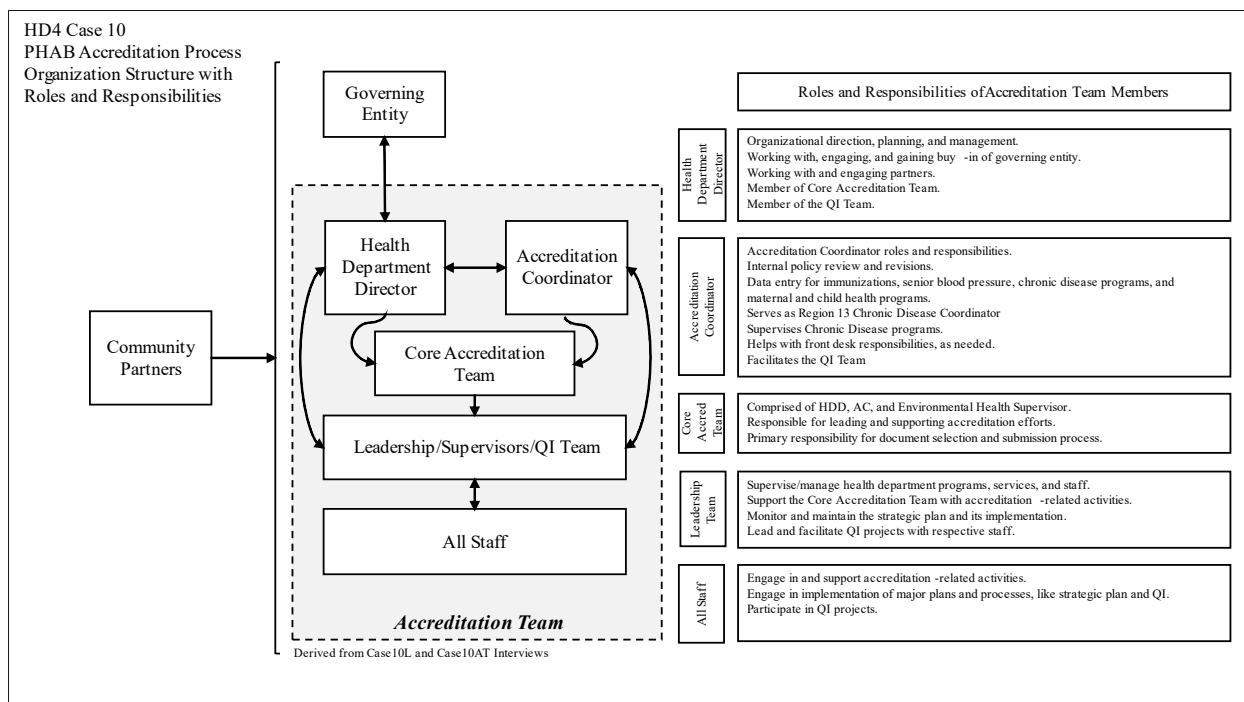 HD4 Case 10
PHAB Accreditation Process
Organization Structure with
Roles and Responsibilities
Governing
Entity
Health
Department
Director
Accreditation
Coordinator
Core Accreditation
Team
Community
Partners
Leadership/Supervisors/QI Team
All Staff
Accreditation Team
Derived from Case10L and Case10AT Interviews
Roles and Responsibilities of Accreditation Team Members
Health
Department
Director
Organizational direction, planning, and management.
Working with, engaging, and gaining buy -in of governing entity.
Working with and engaging partners.
Member of Core Accreditation Team.
Member of the QI Team.
Accreditation
Coordinator
Accreditation Coordinator roles and responsibilities.
Internal policy review and revisions.
Data entry for immunizations, senior blood pressure, chronic disease programs, and
maternal and child health programs.
Serves as Region 13 Chronic Disease Coordinator
Supervises Chronic Disease programs.
Helps with front desk responsibilities, as needed.
Facilitates the QI Team
Core
Accred
Team
Comprised of HDD, AC, and Environmental Health Supervisor.
Responsible for leading and supporting accreditation efforts.
Primary responsibility for document selection and submission process.
Leadership
Team
Supervise/manage health department programs, services, and staff.
Support the Core Accreditation Team with accreditation -related activities.
Monitor and maintain the strategic plan and its implementation.
Lead and facilitate QI projects with respective staff.
All Staff
Engage in and support accreditation -related activities.
Engage in implementation of major plans and processes, like strategic plan and QI.
Participate in QI projects.